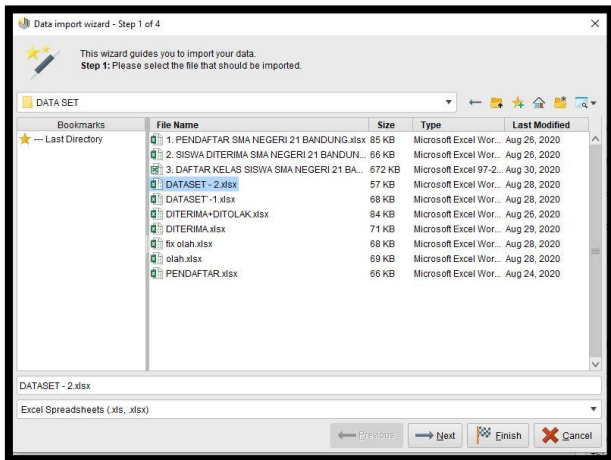 Data import wizard - Step 1 of 4
This wizard guides you to import your data.
Step 1: Please select the file that should be imported.
DATA SET
Bookmarks
--- Last Directory
File Name Size Type Last Modified
1. PENDAFTAR SMA NEGERI 21 BANDUNG.xlsx 85 KB Microsoft Excel Wor... Aug 26, 2020
2. SISWA DITERIMA SMA NEGERI 21 BANDUN... 66 KB Microsoft Excel Wor... Aug 26, 2020
3. DAFTAR KELAS SISWA SMA NEGERI 21 BA... 672 KB Microsoft Excel 97-2... Aug 30, 2020
DATASET - 2.xlsx 57 KB Microsoft Excel Wor... Aug 28, 2020
DATASET`-1.xlsx 68 KB Microsoft Excel Wor... Aug 28, 2020
DITERIMA+DITOLAK.xlsx 84 KB Microsoft Excel Wor... Aug 26, 2020
DITERIMA.xlsx 71 KB Microsoft Excel Wor... Aug 29, 2020
fix olah.xlsx 68 KB Microsoft Excel Wor... Aug 28, 2020
olah.xlsx 69 KB Microsoft Excel Wor... Aug 28, 2020
PENDAFTAR.xlsx 66 KB Microsoft Excel Wor... Aug 24, 2020
DATASET - 2.xlsx
Excel Spreadsheets (.xls, .xlsx)
Previous Next Finish Cancel